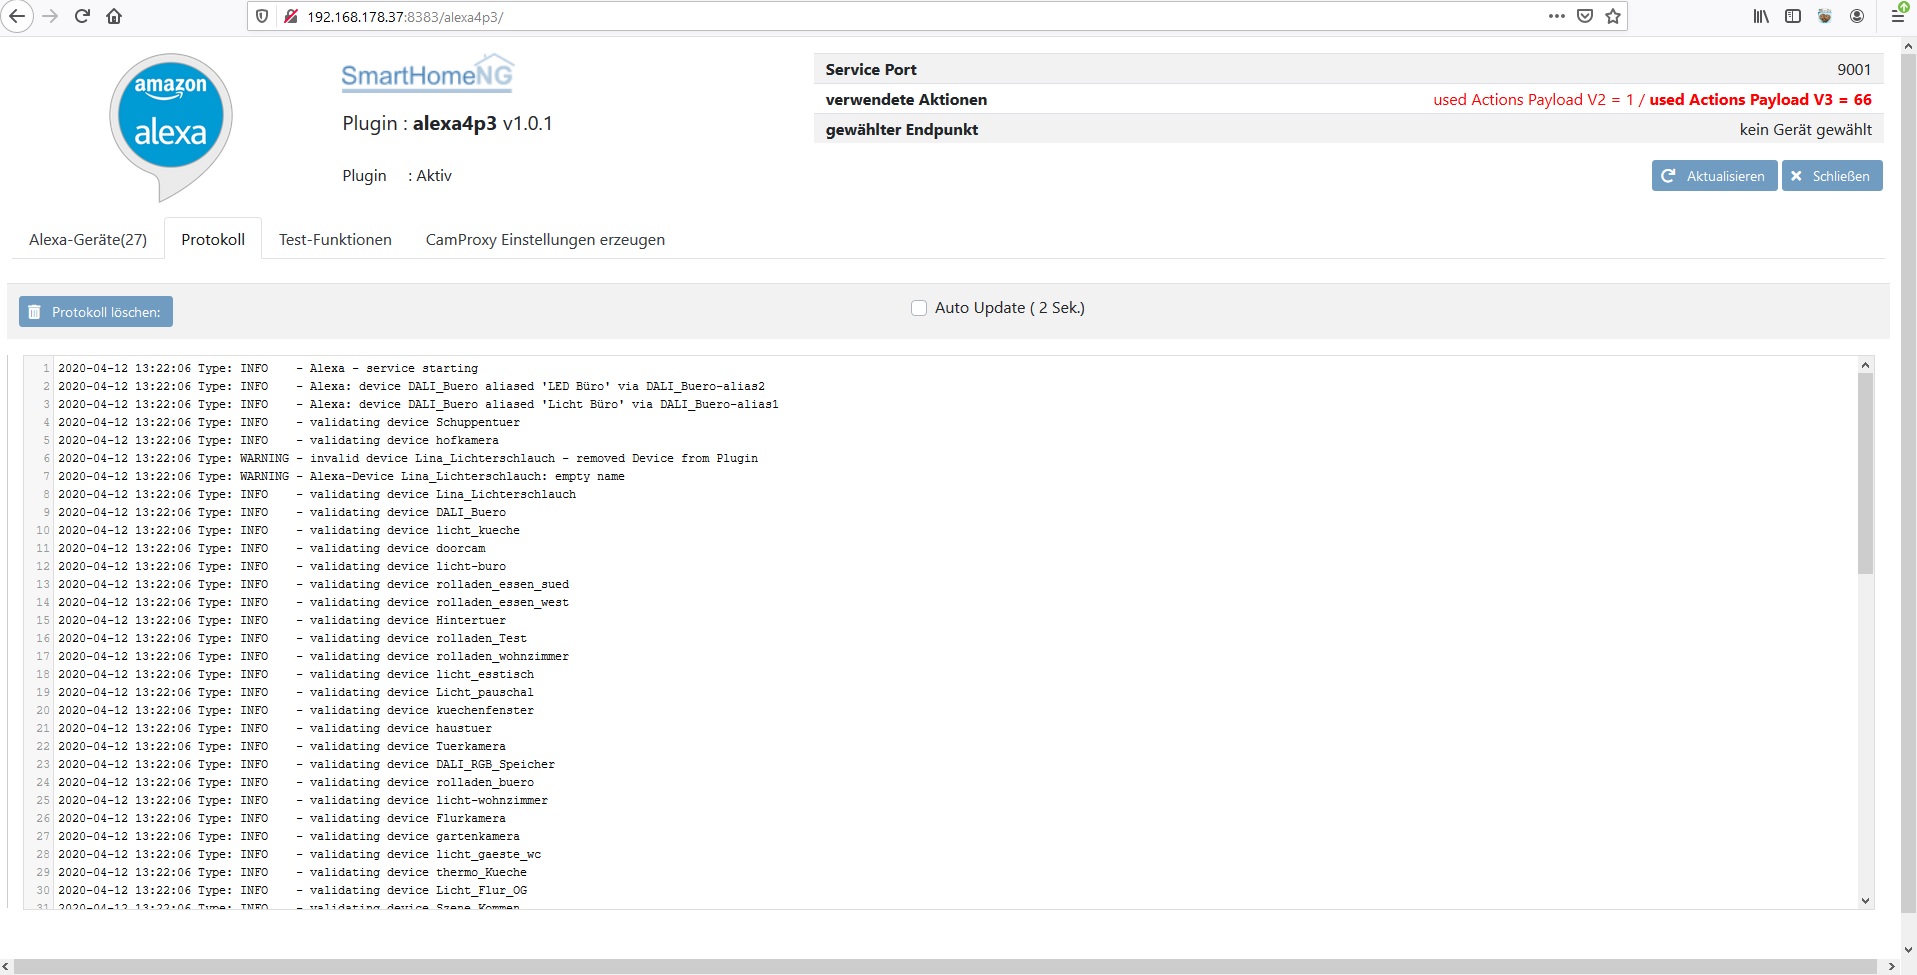 192.168.178.37:8383/alexa4p3/
amazon
alexa
SmartHomeNG
Plugin : alexa4p3 v1.0.1
Plugin : Aktiv
Service Port 9001
verwendete Aktionen used Actions Payload V2 = 1 / used Actions Payload V3 = 66
gewählter Endpunkt kein Gerät gewählt
Aktualisieren Schließen
Alexa-Geräte(27) Protokoll Test-Funktionen CamProxy Einstellungen erzeugen
Protokoll löschen: Auto Update ( 2 Sek.)
1 2020-04-12 13:22:06 Type: INFO - Alexa - service starting
2 2020-04-12 13:22:06 Type: INFO - Alexa: device DALI_Buero aliased 'LED Büro' via DALI_Buero-alias2
3 2020-04-12 13:22:06 Type: INFO - Alexa: device DALI_Buero aliased 'Licht Büro' via DALI_Buero-alias1
4 2020-04-12 13:22:06 Type: INFO - validating device Schuppentuer
5 2020-04-12 13:22:06 Type: INFO - validating device hofkamera
6 2020-04-12 13:22:06 Type: WARNING - invalid device Lina_Lichterschlauch - removed Device from Plugin
7 2020-04-12 13:22:06 Type: WARNING - Alexa-Device Lina_Lichterschlauch: empty name
8 2020-04-12 13:22:06 Type: INFO - validating device Lina_Lichterschlauch
9 2020-04-12 13:22:06 Type: INFO - validating device DALI_Buero
10 2020-04-12 13:22:06 Type: INFO - validating device licht_kueche
11 2020-04-12 13:22:06 Type: INFO - validating device doorcam
12 2020-04-12 13:22:06 Type: INFO - validating device licht-buro
13 2020-04-12 13:22:06 Type: INFO - validating device rolladen_essen_sued
14 2020-04-12 13:22:06 Type: INFO - validating device rolladen_essen_west
15 2020-04-12 13:22:06 Type: INFO - validating device Hintertuer
16 2020-04-12 13:22:06 Type: INFO - validating device rolladen_Test
17 2020-04-12 13:22:06 Type: INFO - validating device rolladen_wohnzimmer
18 2020-04-12 13:22:06 Type: INFO - validating device licht_esstisch
19 2020-04-12 13:22:06 Type: INFO - validating device Licht_pauschal
20 2020-04-12 13:22:06 Type: INFO - validating device kuechenfenster
21 2020-04-12 13:22:06 Type: INFO - validating device haustuer
22 2020-04-12 13:22:06 Type: INFO - validating device Tuerkamera
23 2020-04-12 13:22:06 Type: INFO - validating device DALI_RGB_Speicher
24 2020-04-12 13:22:06 Type: INFO - validating device rolladen_buero
25 2020-04-12 13:22:06 Type: INFO - validating device licht-wohnzimmer
26 2020-04-12 13:22:06 Type: INFO - validating device Flurkamera
27 2020-04-12 13:22:06 Type: INFO - validating device gartenkamera
28 2020-04-12 13:22:06 Type: INFO - validating device licht_gaeste_wc
29 2020-04-12 13:22:06 Type: INFO - validating device thermo_Kueche
30 2020-04-12 13:22:06 Type: INFO - validating device Licht_Flur_OG
31 2020-04-12 13:22:06 Type: INFO - validating device Szene_Kommen